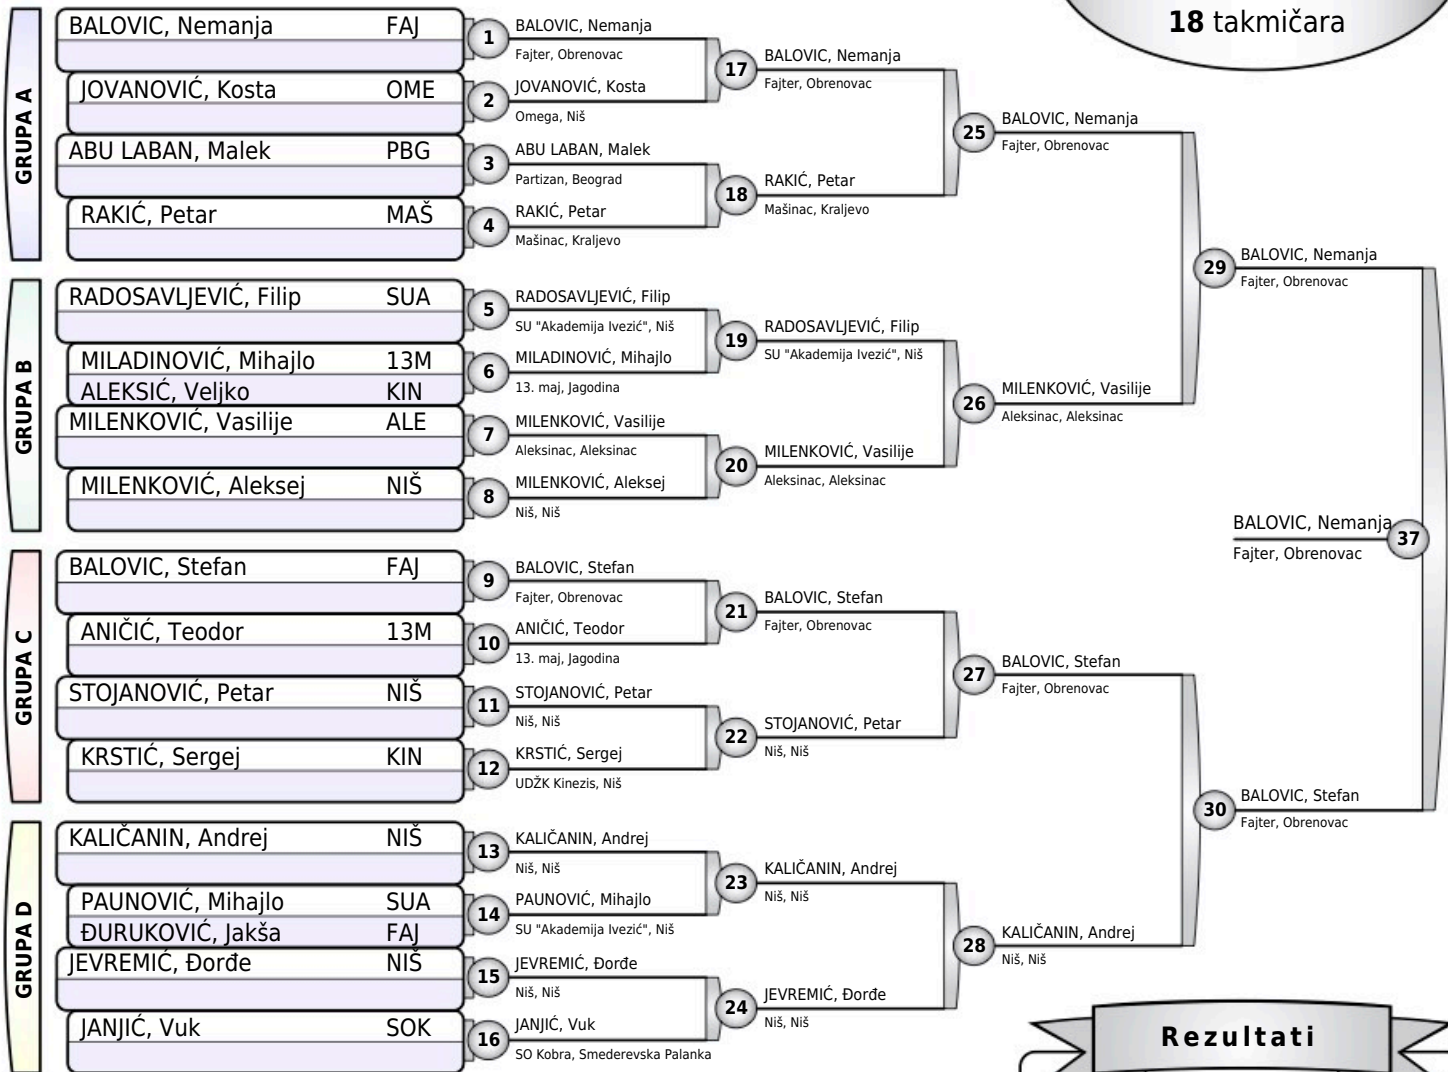 18 takmičara
GRUPA A
BALOVIC, Nemanja FAJ
JOVANOVIĆ, Kosta OME
ABU LABAN, Malek PBG
RAKIĆ, Petar MAŠ
GRUPA B
RADOSAVLJEVIĆ, Filip SUA
MILADINOVIĆ, Mihajlo 13M
ALEKSIĆ, Veljko KIN
MILENKOVIĆ, Vasilije ALE
MILENKOVIĆ, Aleksej NIŠ
GRUPA C
BALOVIC, Stefan FAJ
ANIČIĆ, Teodor 13M
STOJANOVIĆ, Petar NIŠ
KRSTIĆ, Sergej KIN
GRUPA D
KALIČANIN, Andrej NIŠ
PAUNOVIĆ, Mihajlo SUA
ĐURUKOVIĆ, Jakša FAJ
JEVREMIĆ, Đorđe NIŠ
JANJIĆ, Vuk SOK
1 BALOVIC, Nemanja
Fajter, Obrenovac
2 JOVANOVIĆ, Kosta
Omega, Niš
3 ABU LABAN, Malek
Partizan, Beograd
4 RAKIĆ, Petar
Mašinac, Kraljevo
5 RADOSAVLJEVIĆ, Filip
SU "Akademija Ivezić", Niš
6 MILADINOVIĆ, Mihajlo
13. maj, Jagodina
7 MILENKOVIĆ, Vasilije
Aleksinac, Aleksinac
8 MILENKOVIĆ, Aleksej
Niš, Niš
9 BALOVIC, Stefan
Fajter, Obrenovac
10 ANIČIĆ, Teodor
13. maj, Jagodina
11 STOJANOVIĆ, Petar
Niš, Niš
12 KRSTIĆ, Sergej
UDŽK Kinezis, Niš
13 KALIČANIN, Andrej
Niš, Niš
14 PAUNOVIĆ, Mihajlo
SU "Akademija Ivezić", Niš
15 JEVREMIĆ, Đorđe
Niš, Niš
16 JANJIĆ, Vuk
SO Kobra, Smederevska Palanka
17 BALOVIC, Nemanja
Fajter, Obrenovac
18 RAKIĆ, Petar
Mašinac, Kraljevo
19 RADOSAVLJEVIĆ, Filip
SU "Akademija Ivezić", Niš
20 MILENKOVIĆ, Vasilije
Aleksinac, Aleksinac
21 BALOVIC, Stefan
Fajter, Obrenovac
22 STOJANOVIĆ, Petar
Niš, Niš
23 KALIČANIN, Andrej
Niš, Niš
24 JEVREMIĆ, Đorđe
Niš, Niš
25 BALOVIC, Nemanja
Fajter, Obrenovac
26 MILENKOVIĆ, Vasilije
Aleksinac, Aleksinac
27 BALOVIC, Stefan
Fajter, Obrenovac
28 KALIČANIN, Andrej
Niš, Niš
29 BALOVIC, Nemanja
Fajter, Obrenovac
30 BALOVIC, Stefan
Fajter, Obrenovac
BALOVIC, Nemanja 37
Fajter, Obrenovac
Rezultati